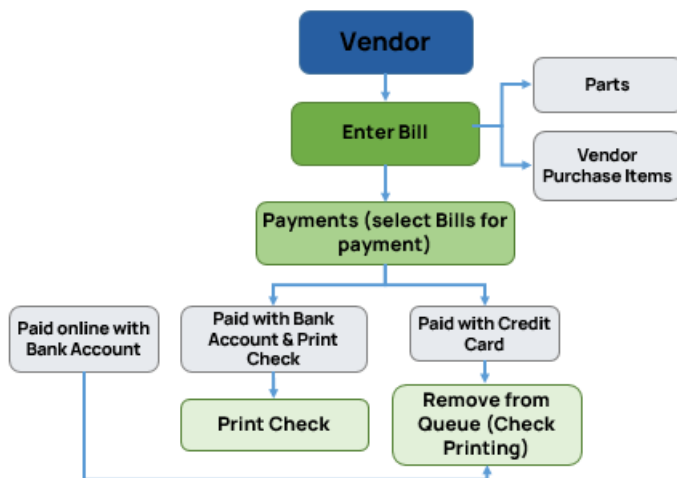 Vendor
Parts
Enter Bill
Vendor
Purchase Items
Payments (select Bills for
payment)
Paid online with
Bank Account
Paid with Bank
Account & Print
Check
Paid with Credit
Card
Print Check
Remove from
Queue (Check
Printing)